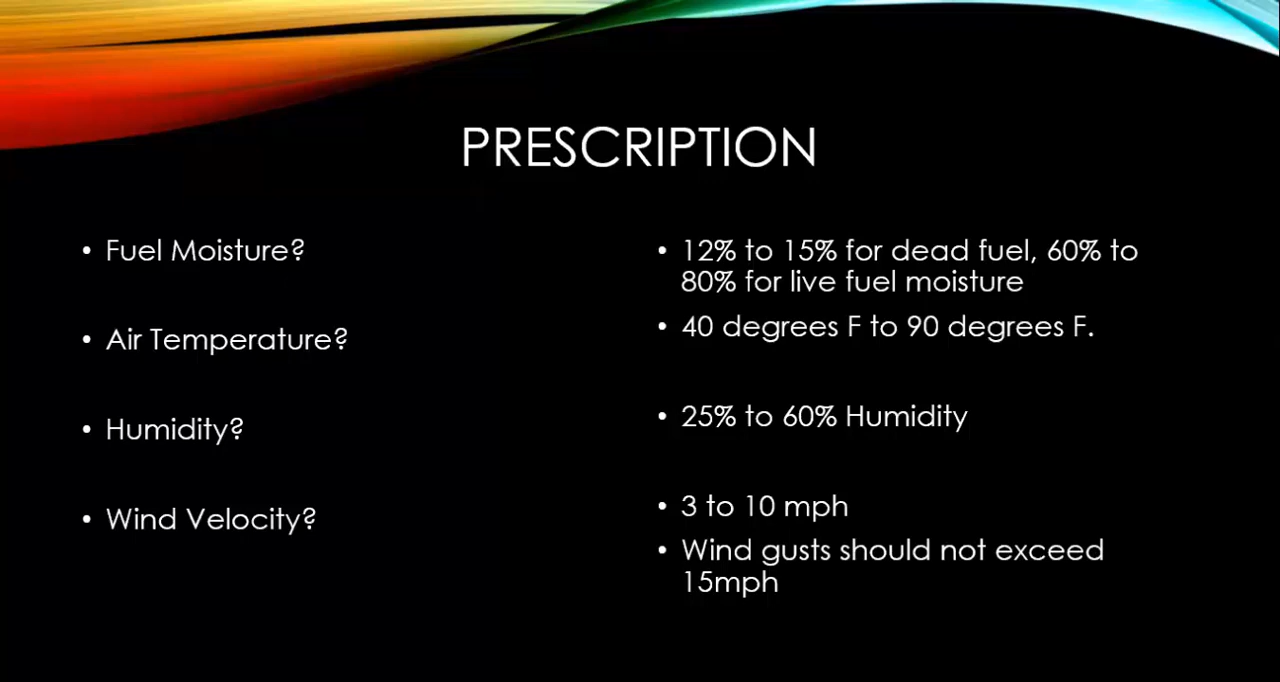 PRESCRIPTION
• Fuel Moisture?
• Air Temperature?
• Humidity?
• Wind Velocity?
• 12% to 15% for dead fuel, 60% to
80% for live fuel moisture
• 40 degrees F to 90 degrees F.
• 25% to 60% Humidity
• 3 to 10 mph
• Wind gusts should not exceed
15mph